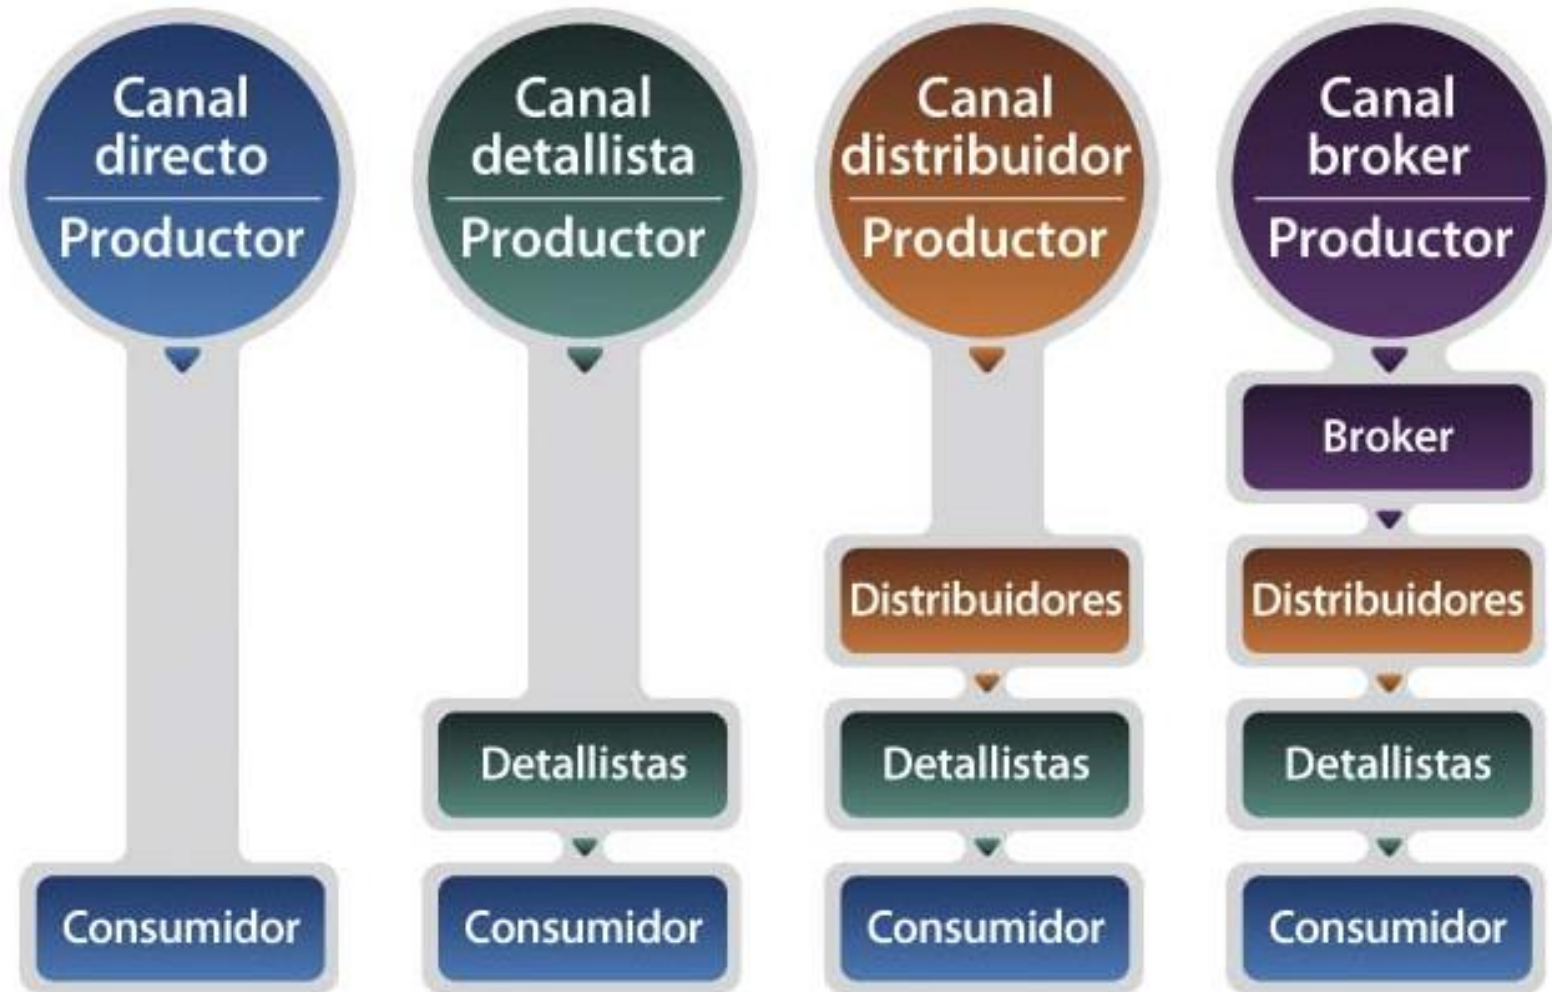 Canal
directo
Productor
Consumidor
Canal
detallista
Productor
Detallistas
Consumidor
Canal
distribuidor
Productor
Distribuidores
Detallistas
Consumidor
Canal
broker
Productor
Broker
Distribuidores
Detallistas
Consumidor